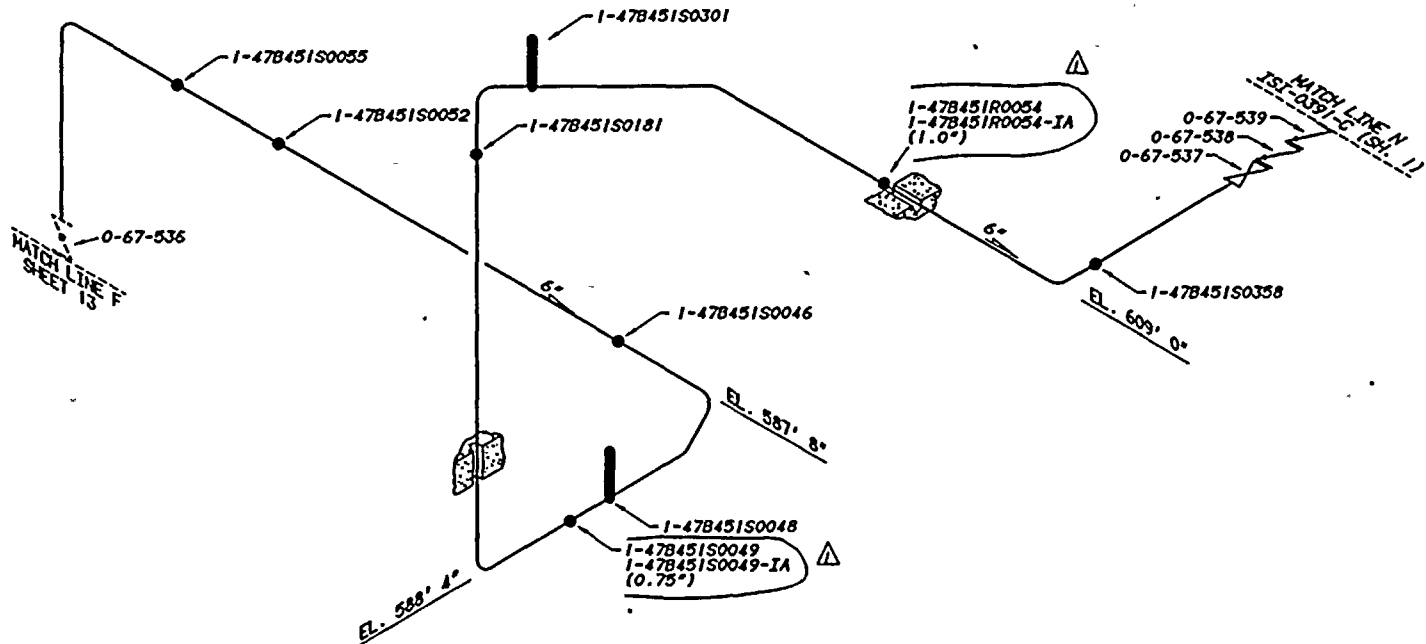 1-47B451S0301
1-47B451S0055
1-47B451S0052
1-47B451S0181
1
1-47B451R0054
1-47B451R0054-IA
(1.0")
MATCH LINE N
ISI-0391-C (SH. 1)
0-67-539
0-67-538
0-67-537
0-67-536
MATCH LINE F
SHEET 13
6"
1-47B451S0358
EL. 609' 0"
6"
1-47B451S0046
EL. 587' 8"
1-47B451S0048
1-47B451S0049
1-47B451S0049-IA
(0.75")
1
EL. 588' 4"